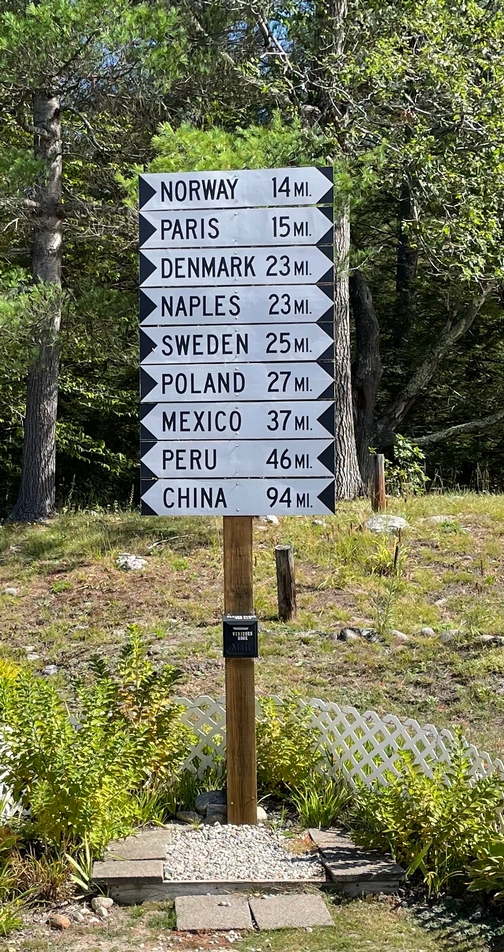 NORWAY 14 MI.
PARIS 15 MI.
DENMARK 23 MI.
NAPLES 23 MI.
SWEDEN 25 MI.
POLAND 27 MI.
MEXICO 37 MI.
PERU 46 MI.
CHINA 94 MI.